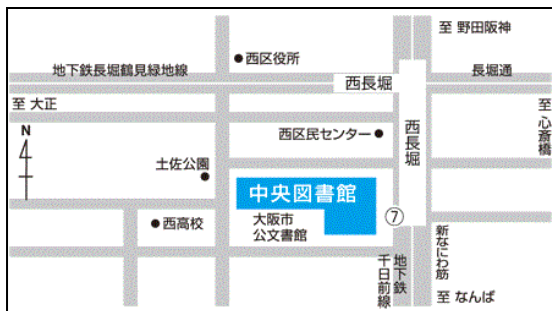 至 野田阪神
西区役所
地下鉄長堀鶴見緑地線
西長堀
長堀通
至 大正
至 心斎橋
N
西区民センター
西長堀
土佐公園
中央図書館
大阪市
公文書館
⑦
西高校
新なにわ筋
地下鉄
千日前線
至 なんば